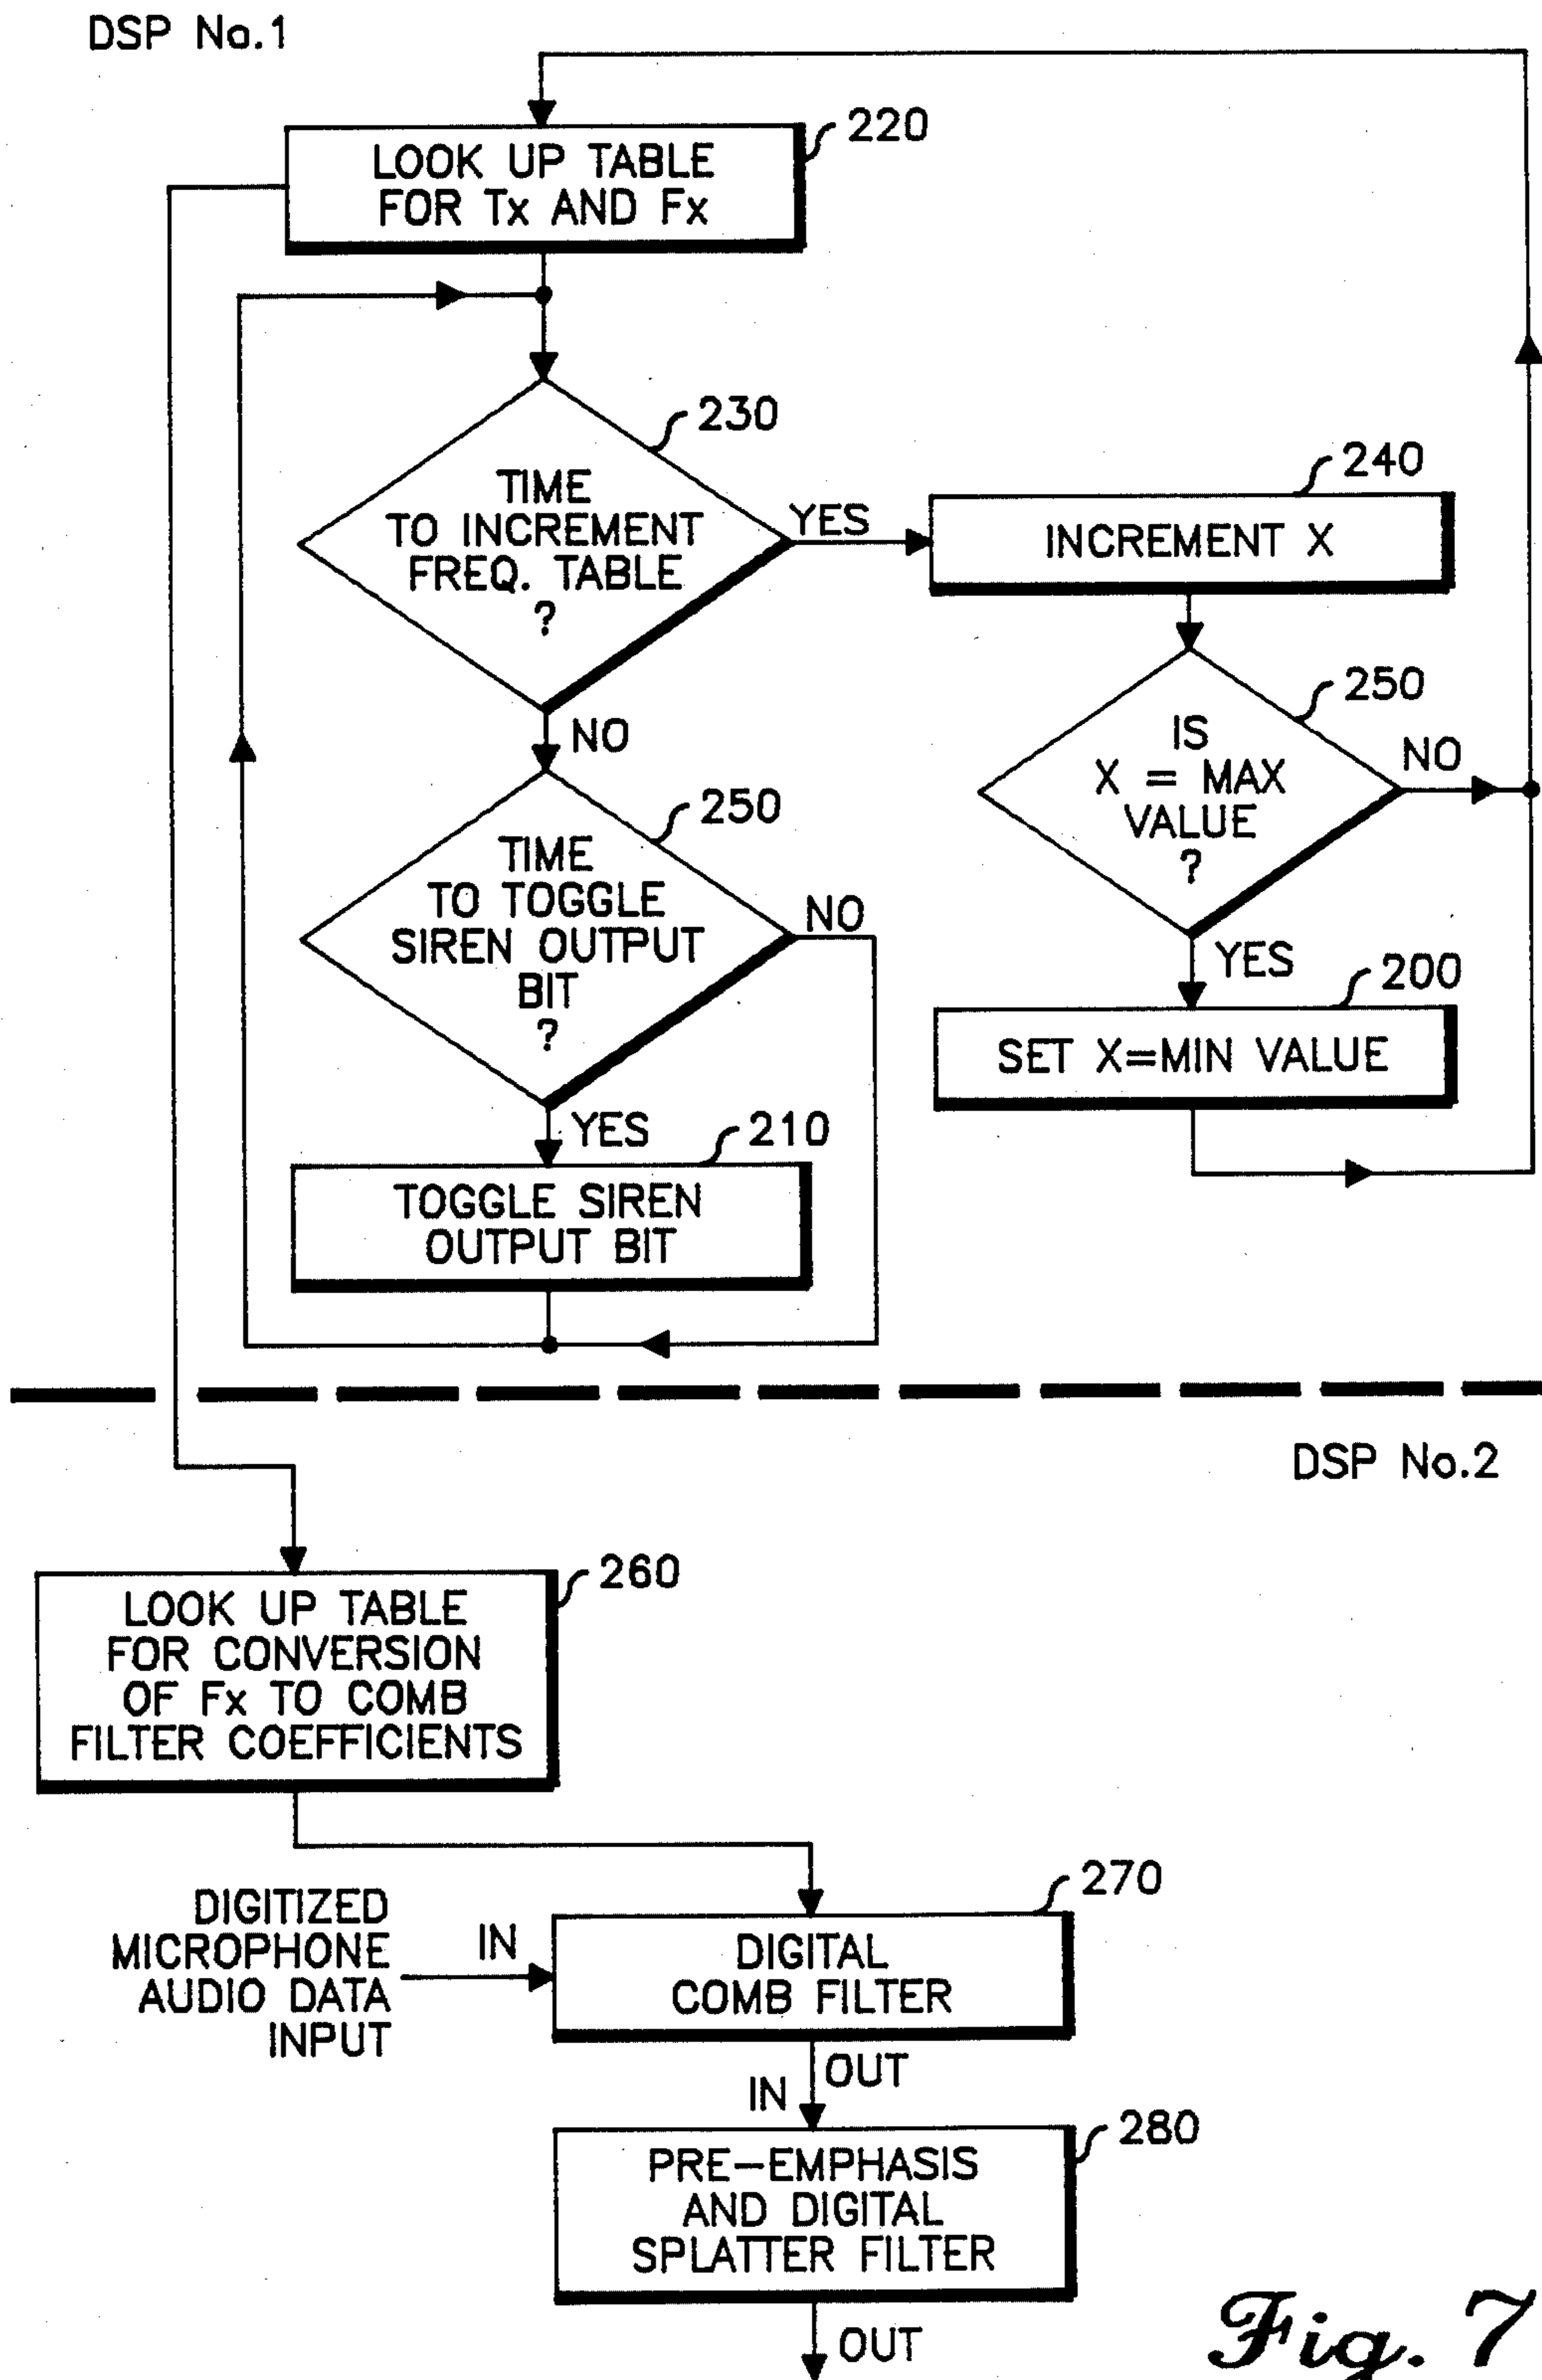 DSP No.1
220
LOOK UP TABLE
FOR Tx AND Fx
230
TIME
TO INCREMENT
FREQ. TABLE
?
YES
240
INCREMENT X
NO
250
IS
X = MAX
VALUE
?
NO
250
TIME
TO TOGGLE
SIREN OUTPUT
BIT
?
NO
YES
200
SET X=MIN VALUE
YES
210
TOGGLE SIREN
OUTPUT BIT
DSP No.2
260
LOOK UP TABLE
FOR CONVERSION
OF Fx TO COMB
FILTER COEFFICIENTS
DIGITIZED
MICROPHONE
AUDIO DATA
INPUT
IN
270
DIGITAL
COMB FILTER
OUT
IN
280
PRE-EMPHASIS
AND DIGITAL
SPLATTER FILTER
OUT
Fig. 7